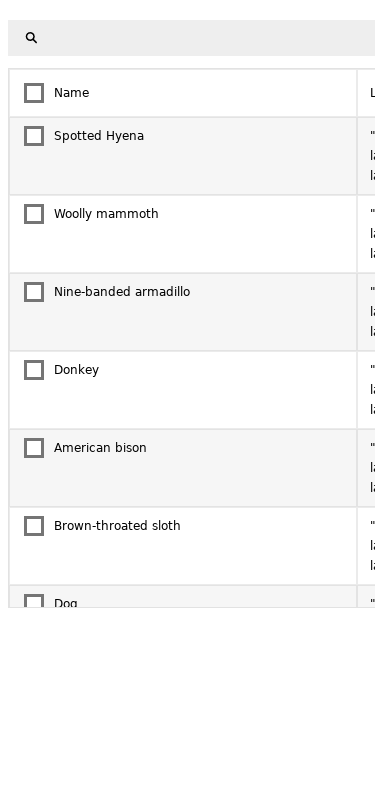 Name
Spotted Hyena
Woolly mammoth
Nine-banded armadillo
Donkey
American bison
Brown-throated sloth
Dog